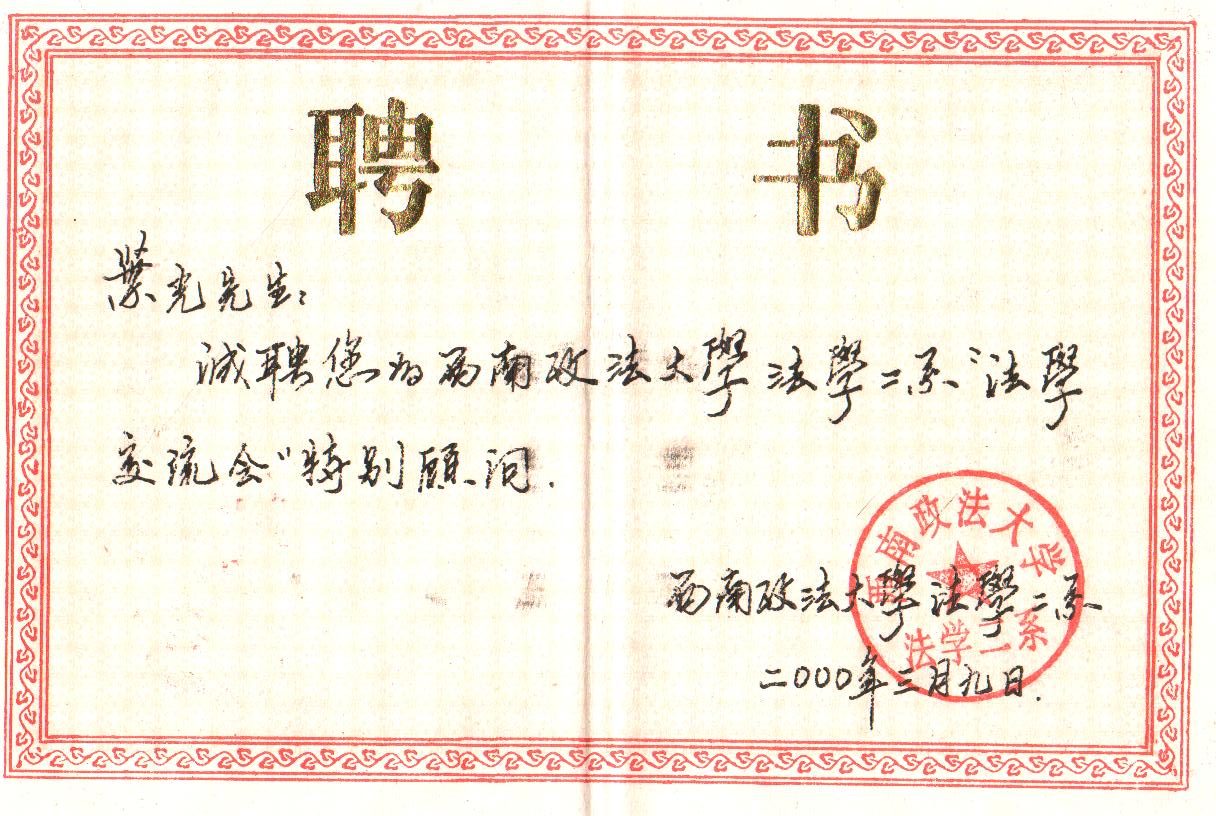 聘书
光先生:
诚聘您为西南政法大學法學二系“法學
交流会”特别顾问.
西南政法大学
西南政法大學法學二系
法学二系
二000年三月九日.